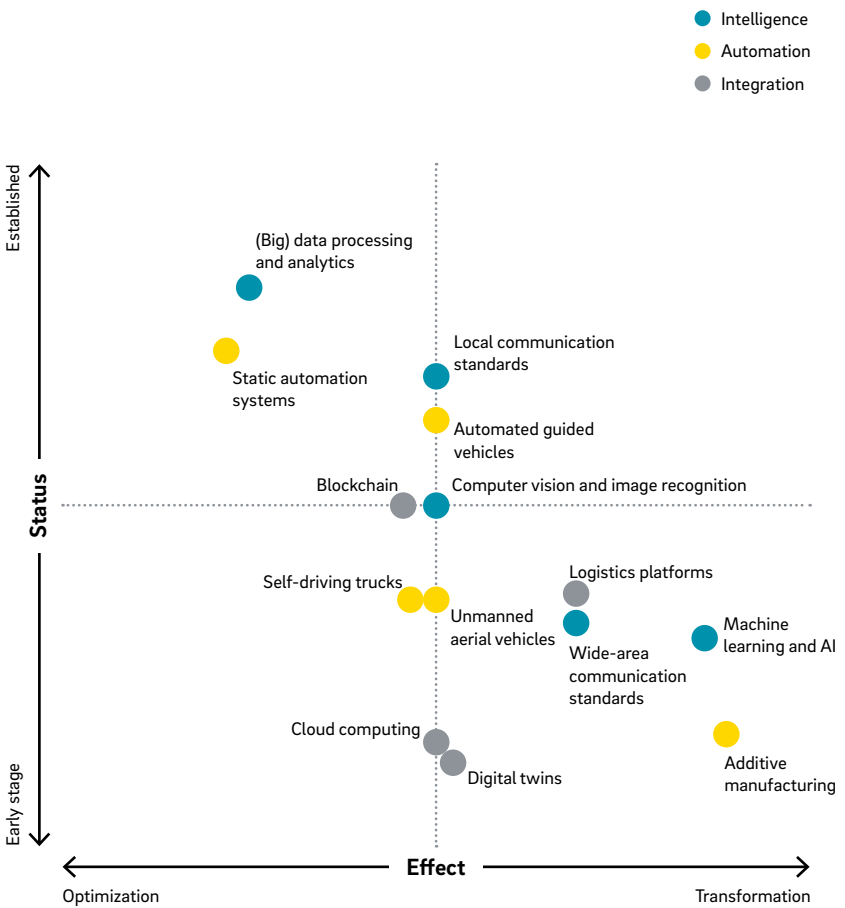 Intelligence
Automation
Integration
Established
(Big) data processing
and analytics
Static automation
systems
Local communication
standards
Automated guided
vehicles
Blockchain
Computer vision and image recognition
Status
Self-driving trucks
Unmanned
aerial vehicles
Logistics platforms
Wide-area
communication
standards
Machine
learning and AI
Cloud computing
Digital twins
Additive
manufacturing
Early stage
Effect
Optimization
Transformation